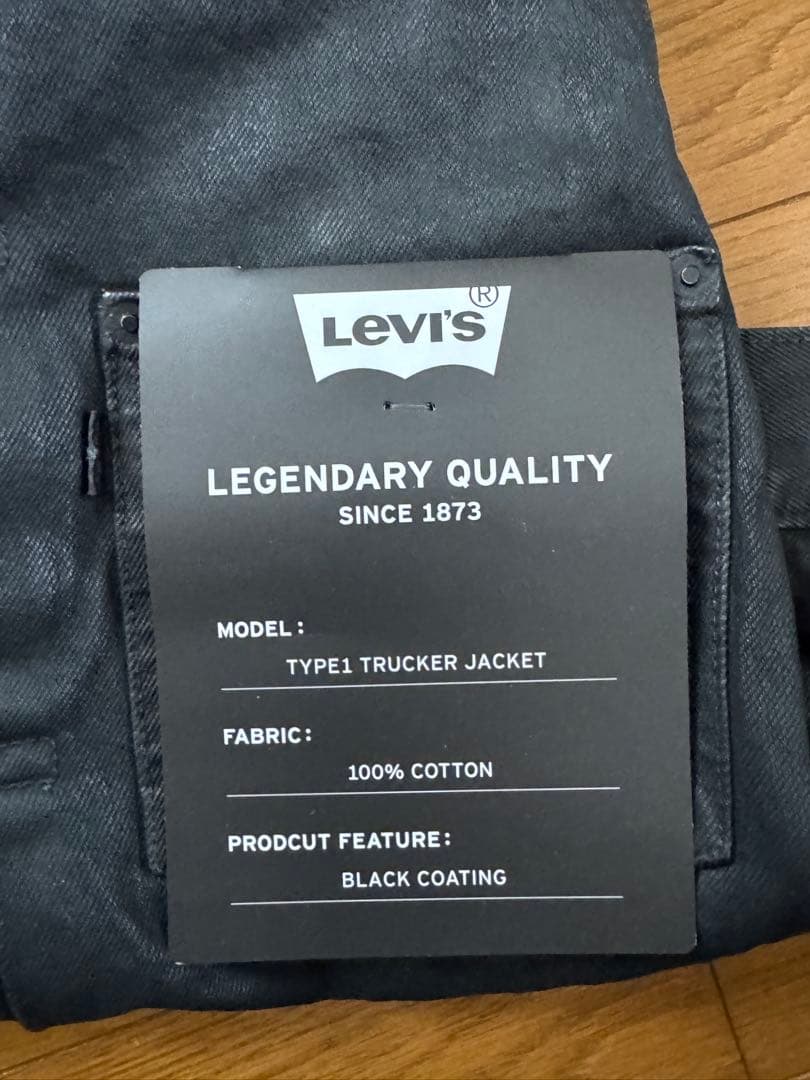 LEVI'S®
LEGENDARY QUALITY
SINCE 1873
MODEL:
TYPE1 TRUCKER JACKET
FABRIC:
100% COTTON
PRODCUT FEATURE:
BLACK COATING